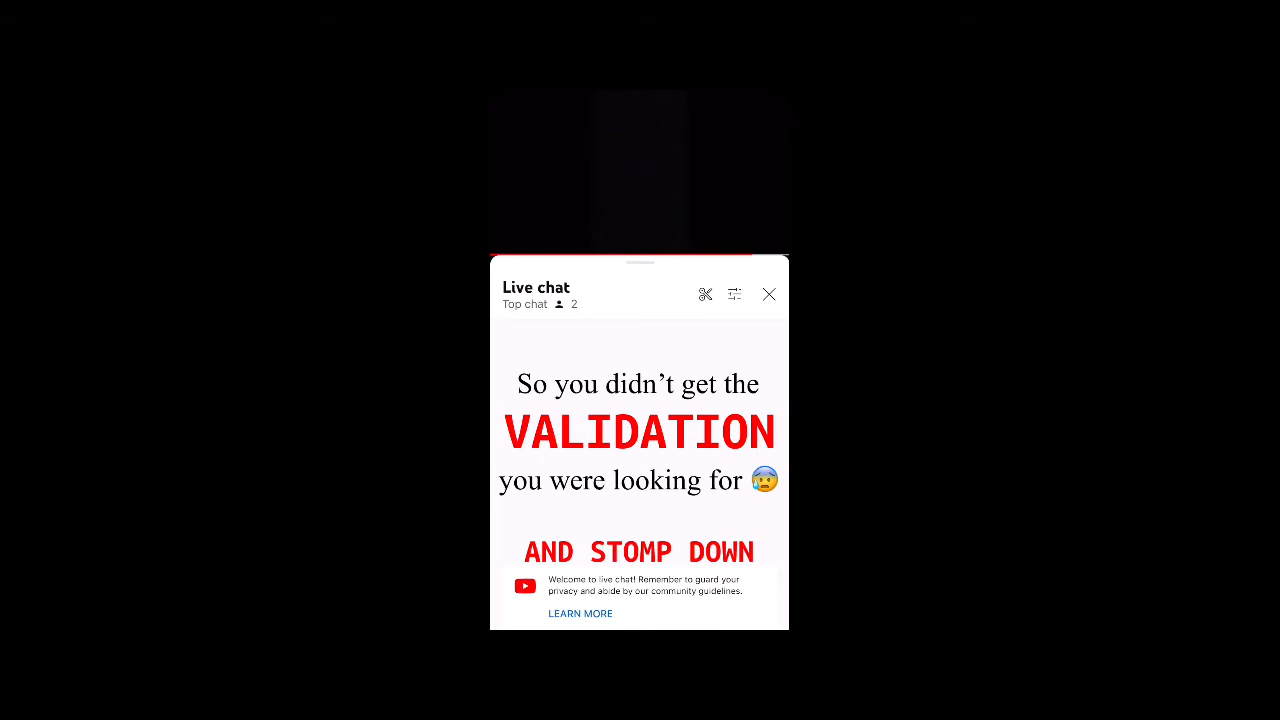 Live chat
Top chat 2
So you didn’t get the
VALIDATION
you were looking for 😰
AND STOMP DOWN
Welcome to live chat! Remember to guard your
privacy and abide by our community guidelines.
LEARN MORE